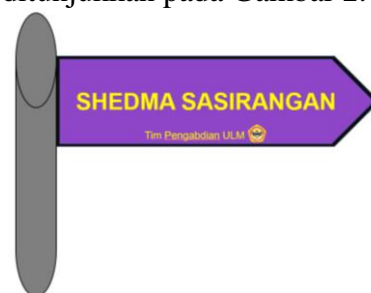 ditunjukkan pada Gambar 2.
SHEDMA SASIRANGAN
Tim Pengabdian ULM